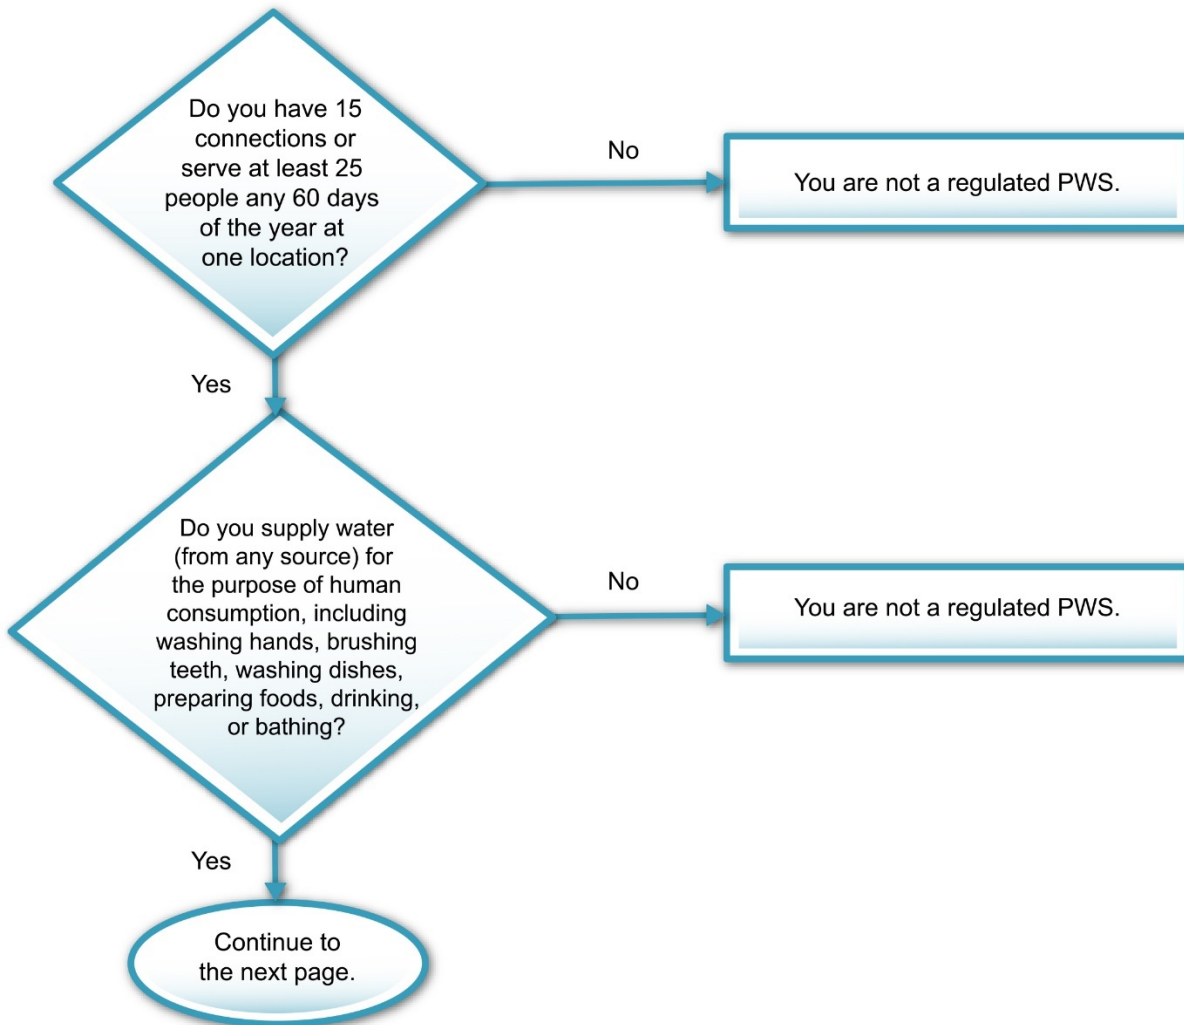 Do you have 15
connections or
serve at least 25
people any 60 days
of the year at
one location?
No
You are not a regulated PWS.
Yes
Do you supply water
(from any source) for
the purpose of human
consumption, including
washing hands, brushing
teeth, washing dishes,
preparing foods, drinking,
or bathing?
No
You are not a regulated PWS.
Yes
Continue to
the next page.